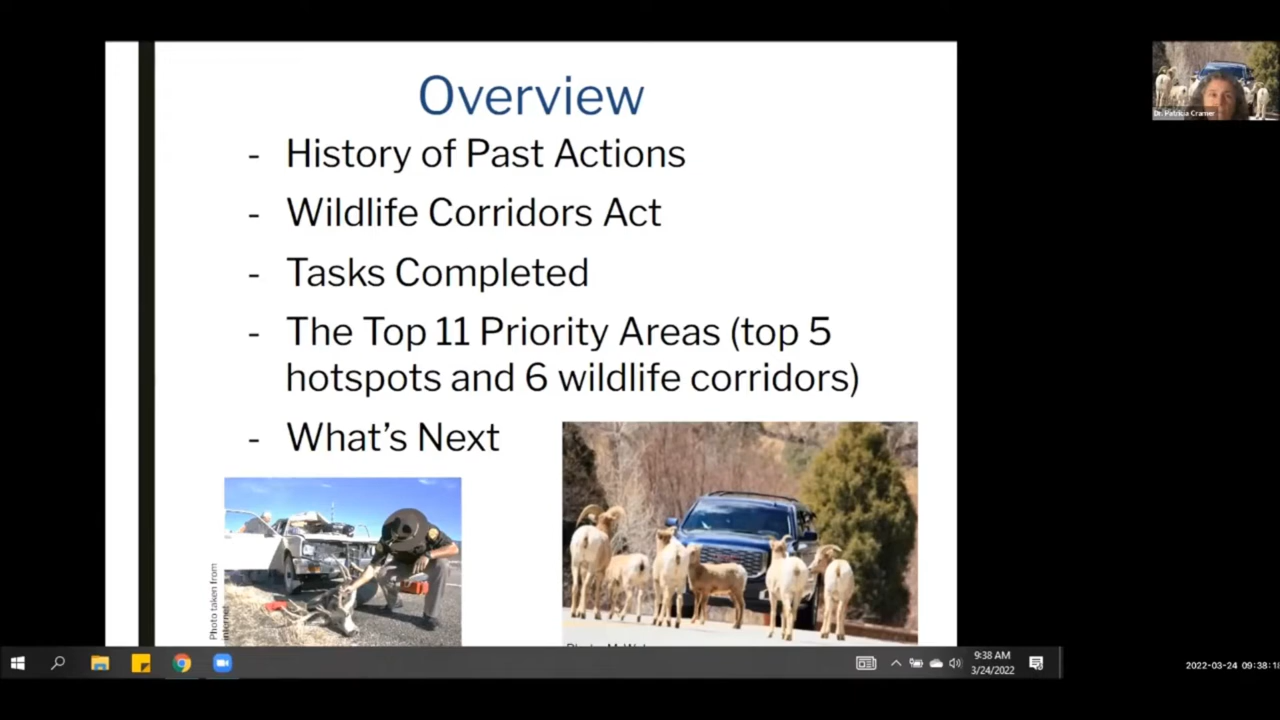 Overview
- History of Past Actions
- Wildlife Corridors Act
- Tasks Completed
- The Top 11 Priority Areas (top 5
hotspots and 6 wildlife corridors)
- What's Next
Photo taken from
internet
Dr. Patricia Cramer
9:38 AM
3/24/2022
2022-03-24 09:38:1